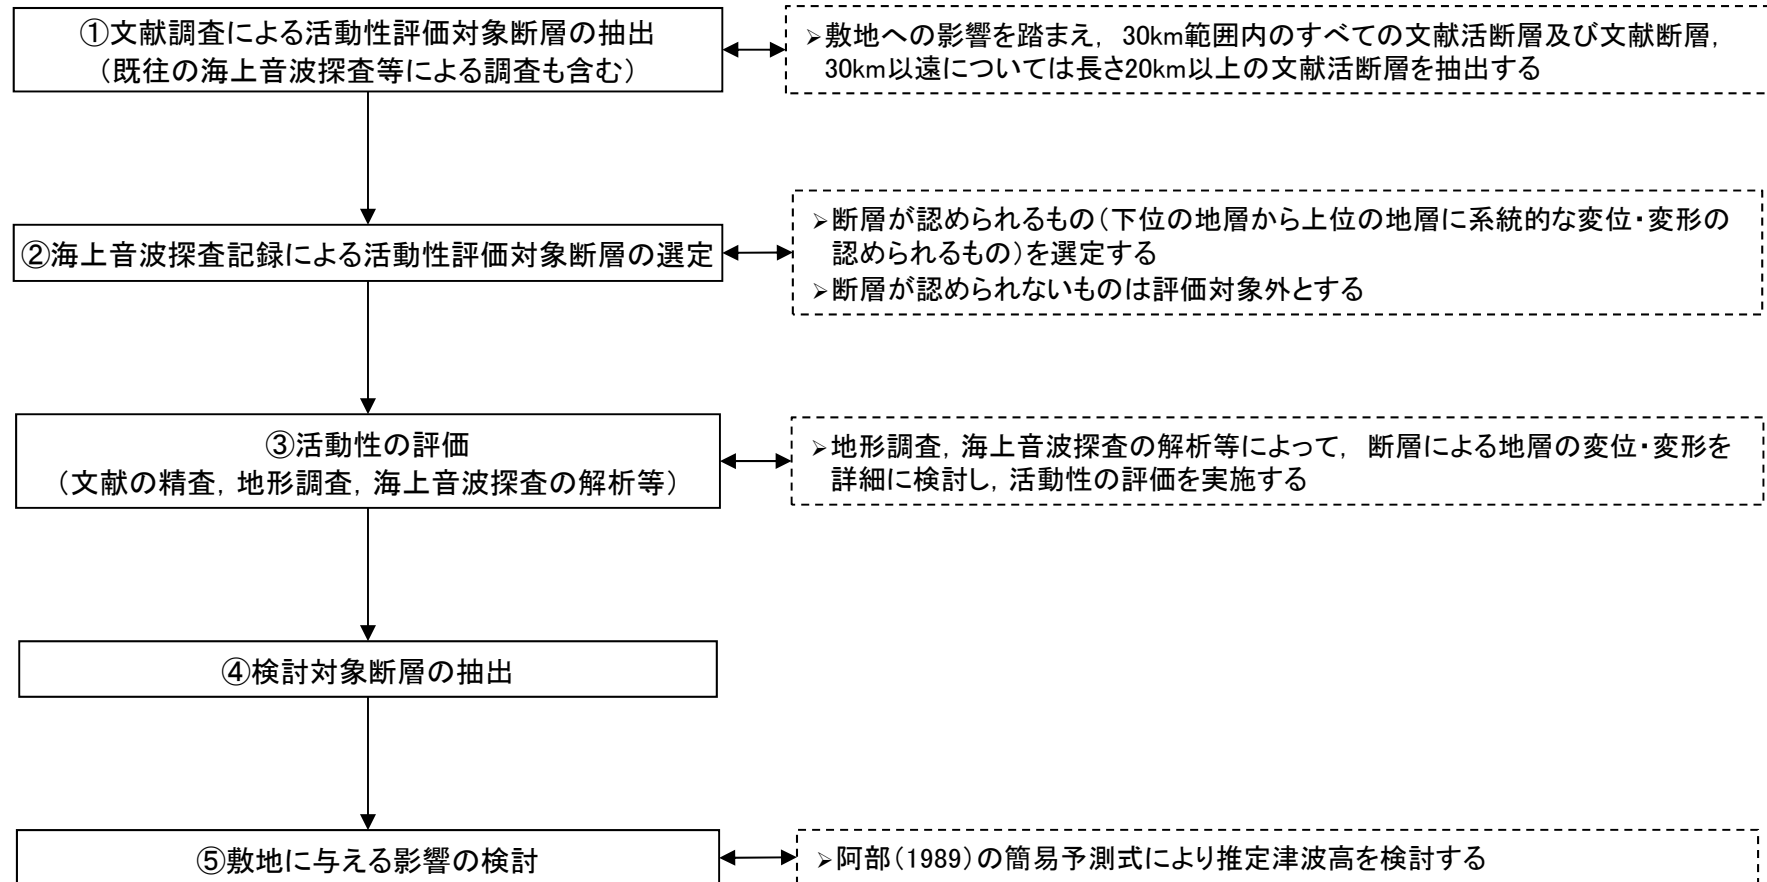 ①文献調査による活動性評価対象断層の抽出
（既往の海上音波探査等による調査も含む）
➢敷地への影響を踏まえ，30km範囲内のすべての文献活断層及び文献断層，
30km以遠については長さ20km以上の文献活断層を抽出する
②海上音波探査記録による活動性評価対象断層の選定
➢断層が認められるもの（下位の地層から上位の地層に系統的な変位・変形の
認められるもの）を選定する
➢断層が認められないものは評価対象外とする
③活動性の評価
（文献の精査，地形調査，海上音波探査の解析等）
➢地形調査，海上音波探査の解析等によって，断層による地層の変位・変形を
詳細に検討し，活動性の評価を実施する
④検討対象断層の抽出
⑤敷地に与える影響の検討
➢阿部（1989）の簡易予測式により推定津波高を検討する